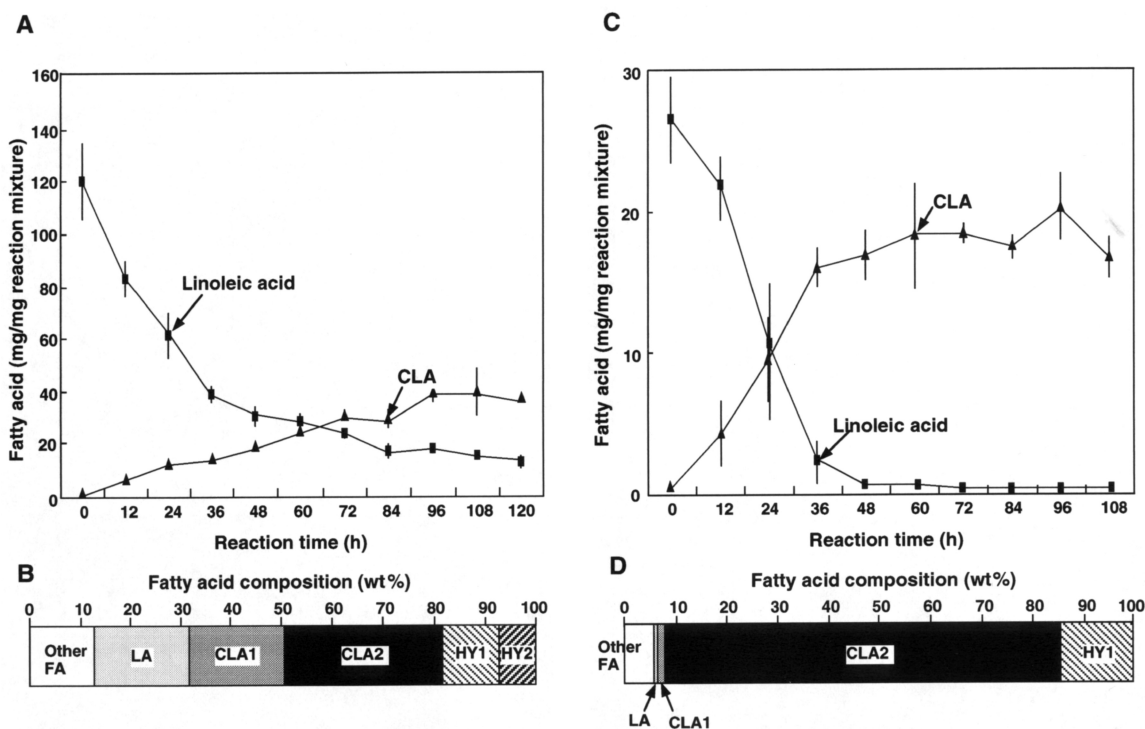 A
160
140
120
100
80
60
40
20
0
Fatty acid (mg/mg reaction mixture)
Linoleic acid
CLA
0 12 24 36 48 60 72 84 96 108 120
Reaction time (h)
B
Fatty acid composition (wt%)
0 10 20 30 40 50 60 70 80 90 100
Other
FA
LA
CLA1
CLA2
HY1
HY2
C
30
20
10
0
Fatty acid (mg/mg reaction mixture)
CLA
Linoleic acid
0 12 24 36 48 60 72 84 96 108
Reaction time (h)
D
Fatty acid composition (wt%)
0 10 20 30 40 50 60 70 80 90 100
Other
FA
CLA2
HY1
LA CLA1